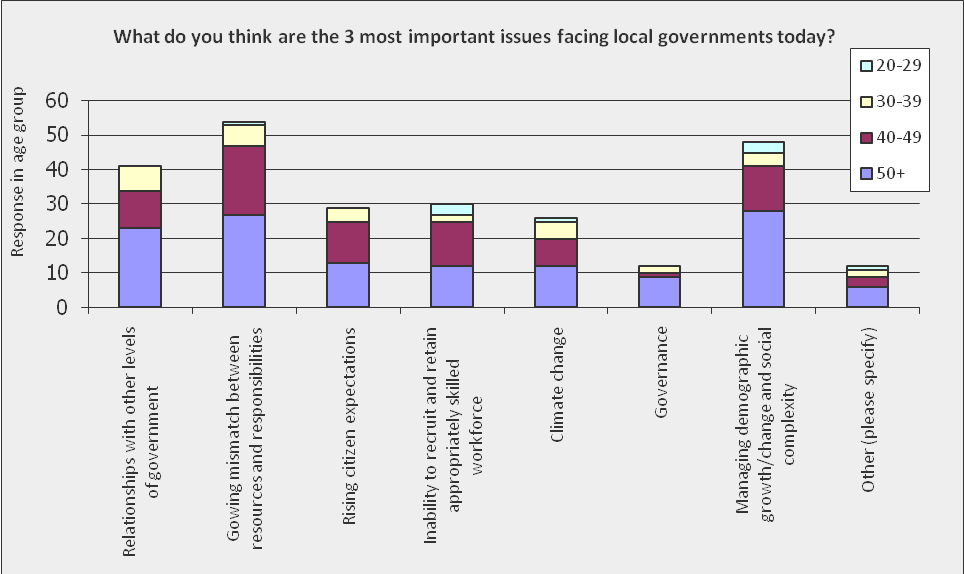 What do you think are the 3 most important issues facing local governments today?
20-29
30-39
40-49
50+
Response in age group
60
50
40
30
20
10
0
Relationships with other levels
of government
Gowing mismatch between
resources and responsibilities
Rising citizen expectations
Inability to recruit and retain
appropriately skilled
workforce
Climate change
Governance
Managing demographic
growth/change and social
complexity
Other (please specify)